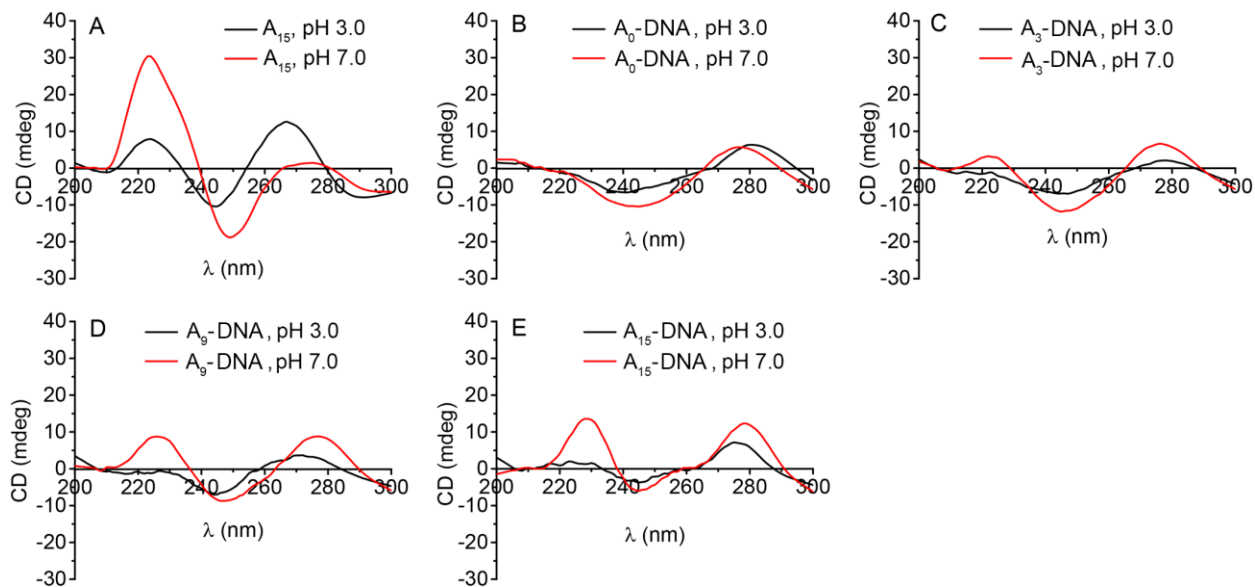 A
A₁₅, pH 3.0
A₁₅, pH 7.0
CD (mdeg)
40
30
20
10
0
-10
-20
-30
200 220 240 260 280 300
λ (nm)
B
A₀-DNA, pH 3.0
A₀-DNA, pH 7.0
CD (mdeg)
40
30
20
10
0
-10
-20
-30
200 220 240 260 280 300
λ (nm)
C
A₃-DNA, pH 3.0
A₃-DNA, pH 7.0
CD (mdeg)
40
30
20
10
0
-10
-20
-30
200 220 240 260 280 300
λ (nm)
D
A₉-DNA, pH 3.0
A₉-DNA, pH 7.0
CD (mdeg)
40
30
20
10
0
-10
-20
-30
200 220 240 260 280 300
λ (nm)
E
A₁₅-DNA, pH 3.0
A₁₅-DNA, pH 7.0
CD (mdeg)
40
30
20
10
0
-10
-20
-30
200 220 240 260 280 300
λ (nm)